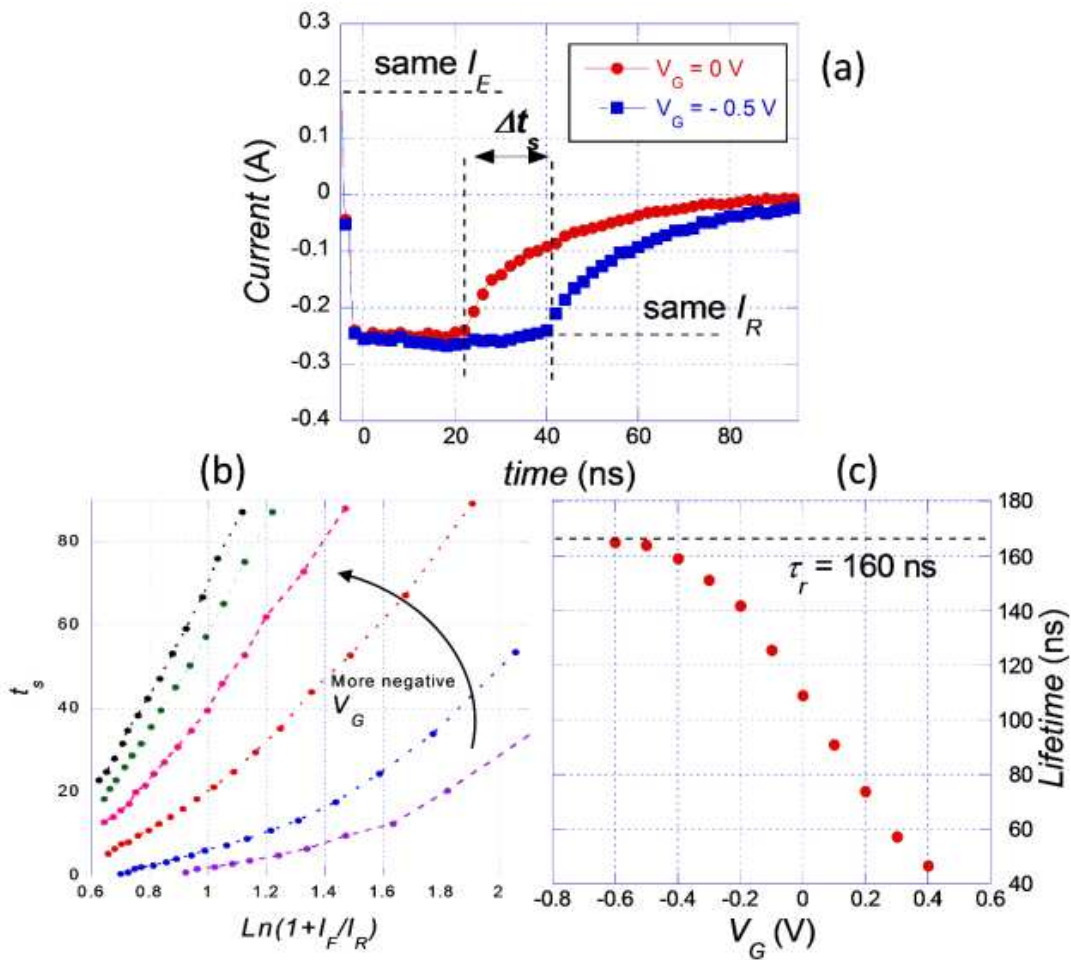 (a)
0.3
0.2
0.1
0
-0.1
-0.2
-0.3
-0.4
Current (A)
same I_F
V_G = 0 V
V_G = - 0.5 V
Δt_s
same I_R
0 20 40 60 80
time (ns)
(b)
80
60
40
20
0
t_s
More negative
V_G
0.6 0.8 1 1.2 1.4 1.6 1.8 2
Ln(1+I_F/I_R)
(c)
180
160
140
120
100
80
60
40
Lifetime (ns)
τ_r = 160 ns
-0.8 -0.6 -0.4 -0.2 0 0.2 0.4 0.6
V_G (V)